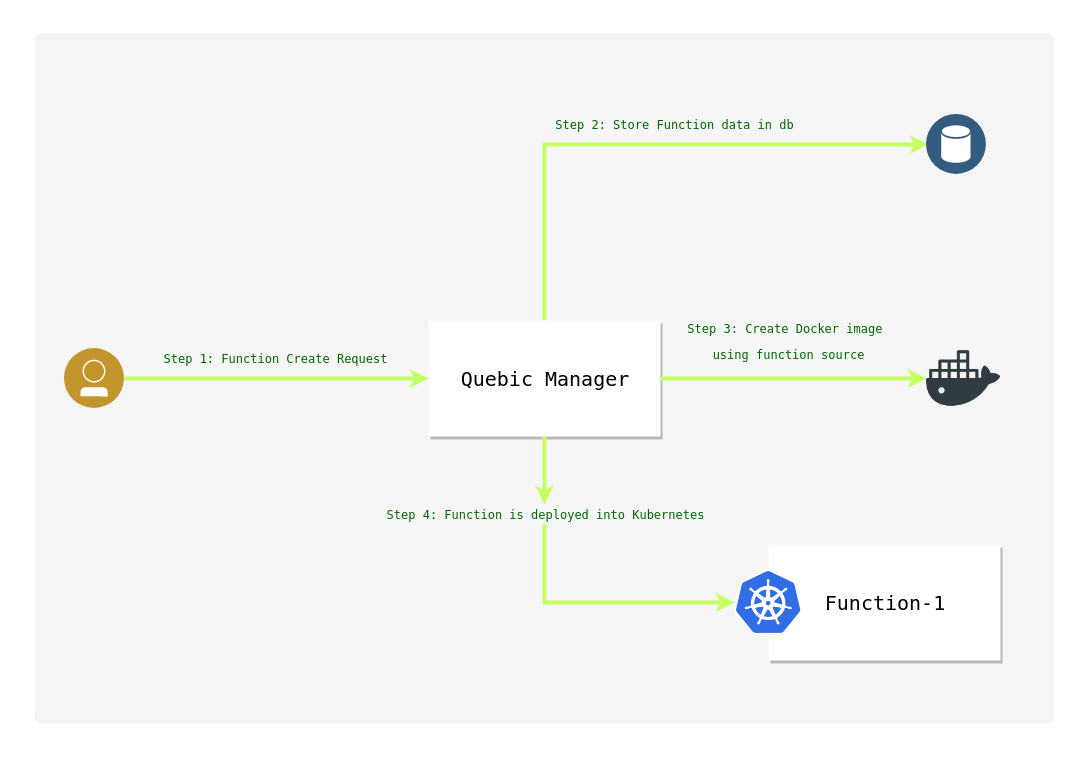 Step 2: Store Function data in db
Step 3: Create Docker image
using function source
Step 1: Function Create Request
Quebic Manager
Step 4: Function is deployed into Kubernetes
Function-1